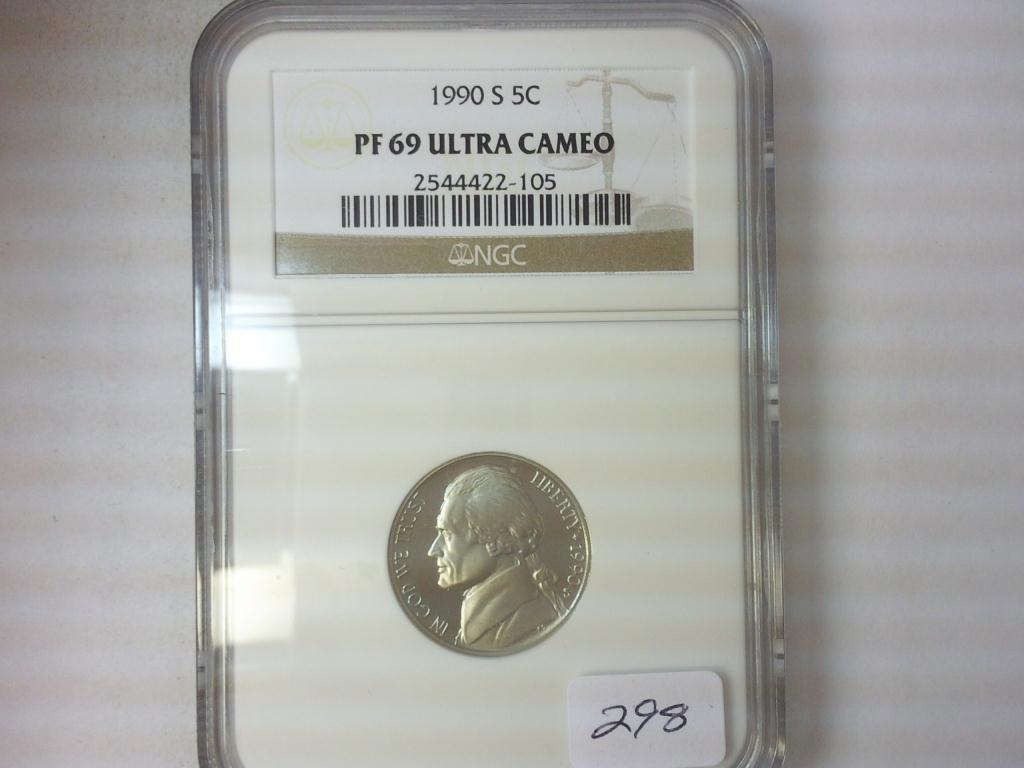 1990 S 5C
PF 69 ULTRA CAMEO
2544422-105
NGC
IN GOD WE TRUST
LIBERTY · 1990
S
298